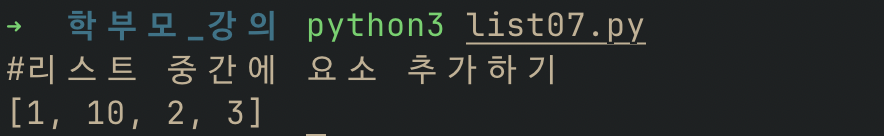 → 학부모_강의 python3 list07.py
#리스트 중간에 요소 추가하기
[1, 10, 2, 3]